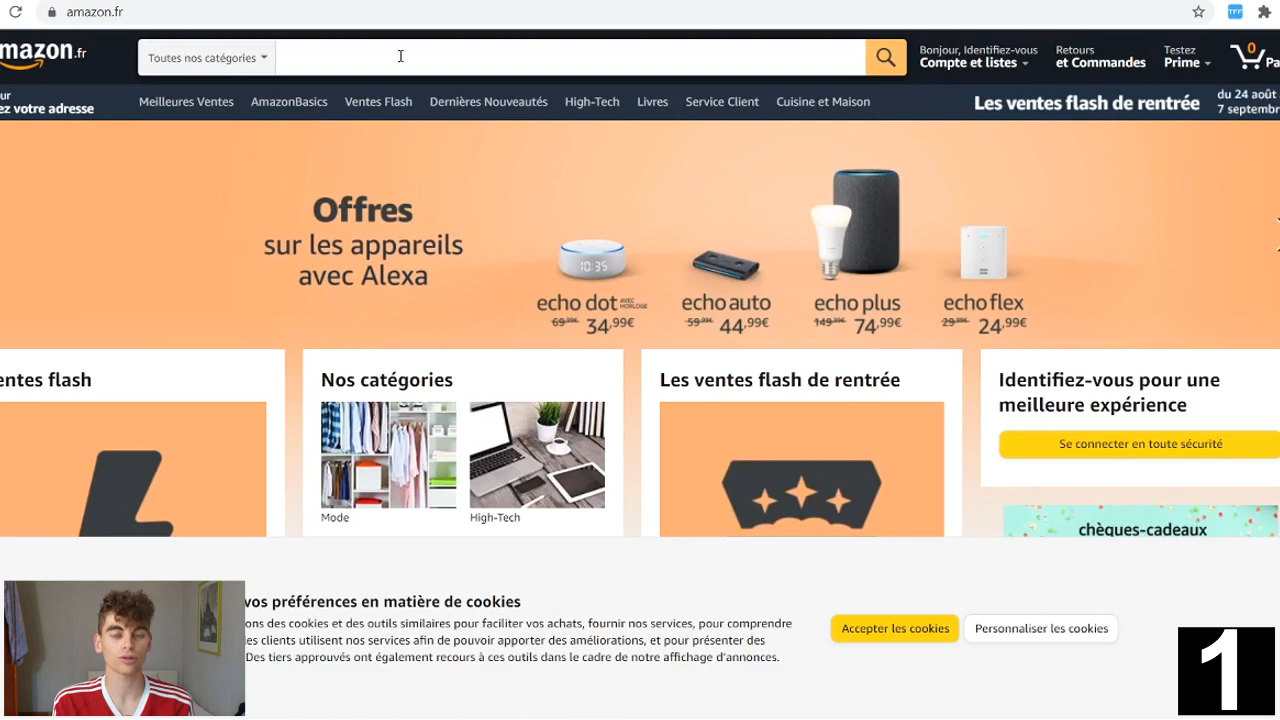 amazon.fr
mazon.fr
Toutes nos catégories
Bonjour, Identifiez-vous
Compte et listes
Retours
et Commandes
Testez
Prime
0
Pa
ur
ez votre adresse
Meilleures Ventes
AmazonBasics
Ventes Flash
Dernières Nouveautés
High-Tech
Livres
Service Client
Cuisine et Maison
Les ventes flash de rentrée
du 24 août
7 septemb
Offres
sur les appareils
avec Alexa
10:35
echo dot AVEC HORLOGE
69,99€ 34,99€
echo auto
59,99€ 44,99€
echo plus
149,99€ 74,99€
echo flex
29,99€ 24,99€
entes flash
Nos catégories
Mode
High-Tech
Les ventes flash de rentrée
Identifiez-vous pour une
meilleure expérience
Se connecter en toute sécurité
chèques-cadeaux
vos préférences en matière de cookies
ons des cookies et des outils similaires pour faciliter vos achats, fournir nos services, pour comprendre
es clients utilisent nos services afin de pouvoir apporter des améliorations, et pour présenter des
Des tiers approuvés ont également recours à ces outils dans le cadre de notre affichage d'annonces.
Accepter les cookies
Personnaliser les cookies
1